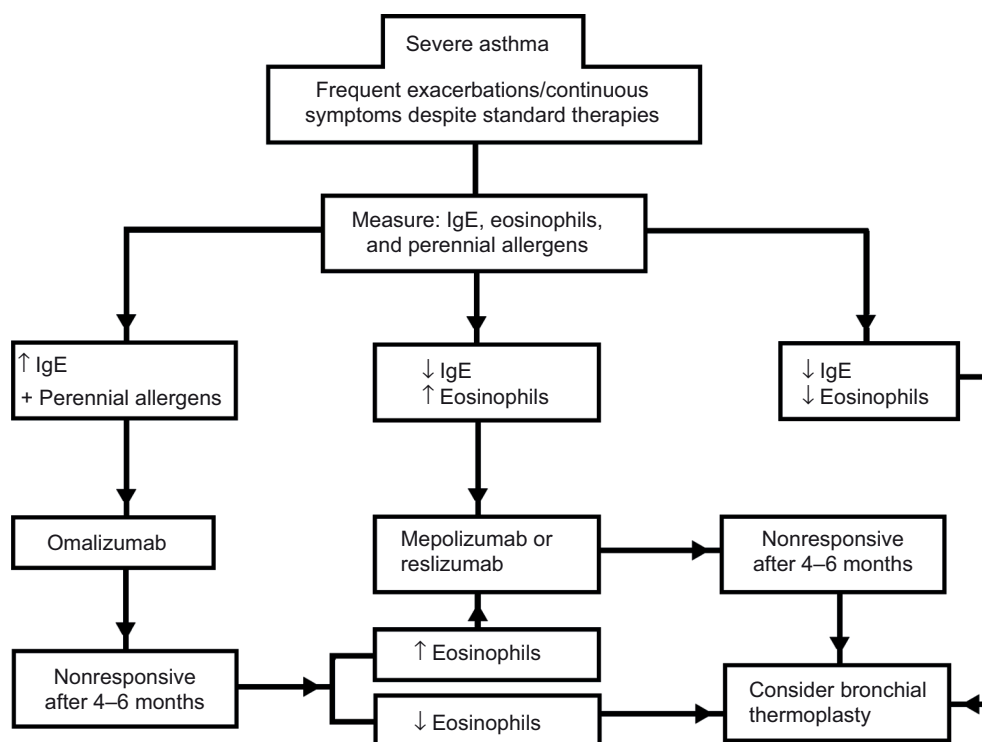 Severe asthma
Frequent exacerbations/continuous
symptoms despite standard therapies
Measure: IgE, eosinophils,
and perennial allergens
↑ IgE
+ Perennial allergens
↓ IgE
↑ Eosinophils
↓ IgE
↓ Eosinophils
Omalizumab
Mepolizumab or
reslizumab
Nonresponsive
after 4–6 months
Nonresponsive
after 4–6 months
↑ Eosinophils
↓ Eosinophils
Consider bronchial
thermoplasty